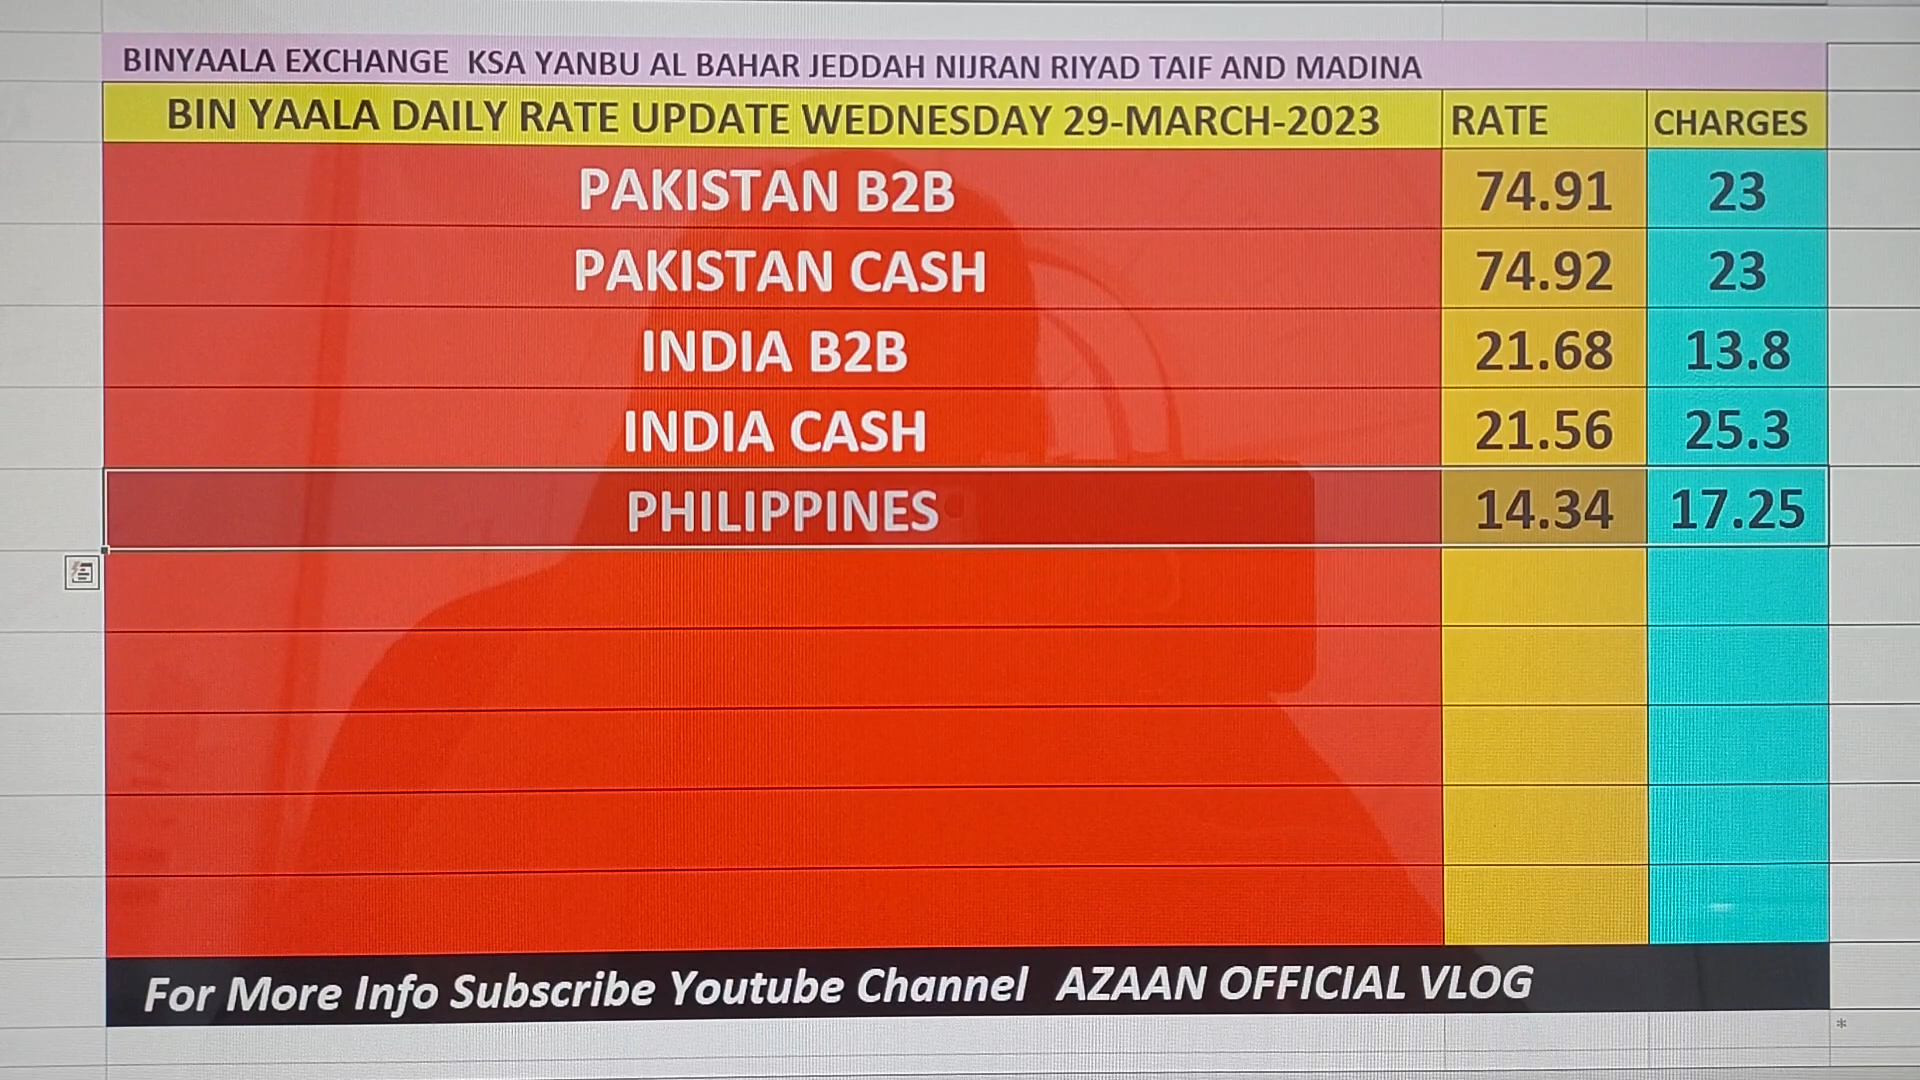 BINYAALA EXCHANGE KSA YANBU AL BAHAR JEDDAH NIJRAN RIYAD TAIF AND MADINA
BIN YAALA DAILY RATE UPDATE WEDNESDAY 29-MARCH-2023 RATE CHARGES
PAKISTAN B2B 74.91 23
PAKISTAN CASH 74.92 23
INDIA B2B 21.68 13.8
INDIA CASH 21.56 25.3
PHILIPPINES 14.34 17.25
For More Info Subscribe Youtube Channel AZAAN OFFICIAL VLOG
*